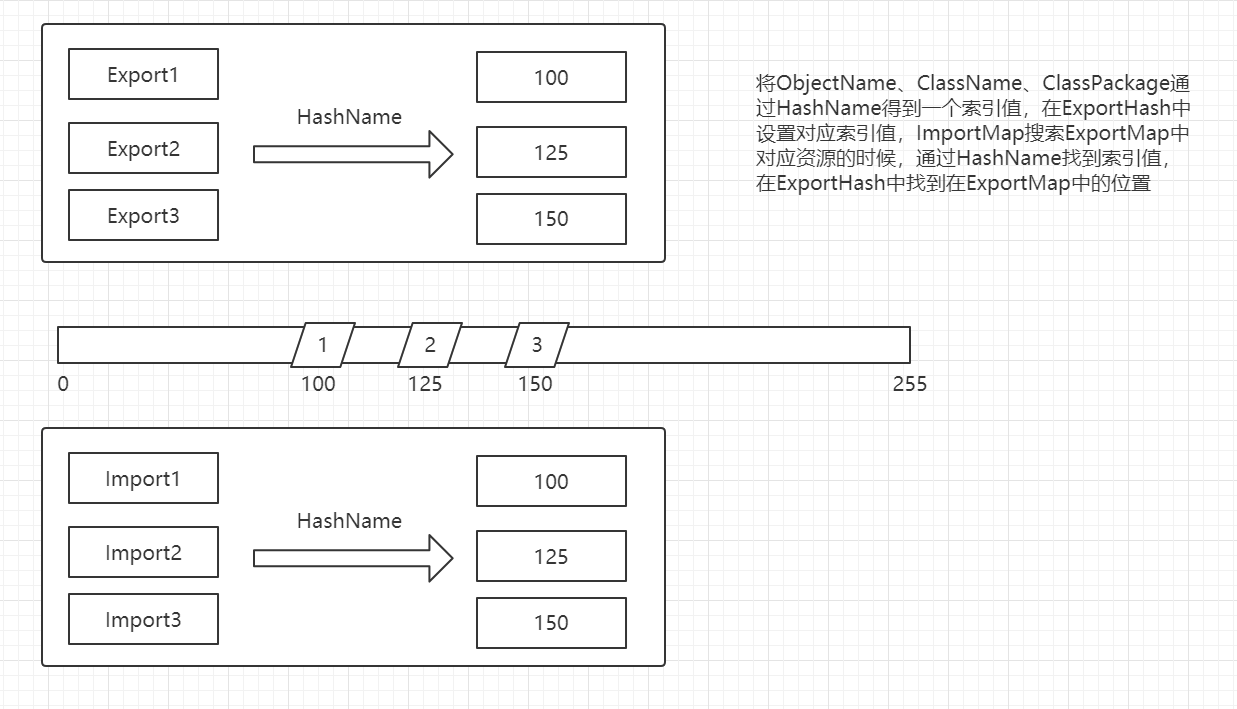 Export1
100
HashName
Export2
125
Export3
150
将ObjectName、ClassName、ClassPackage通
过HashName得到一个索引值，在ExportHash中
设置对应索引值，ImportMap搜索ExportMap中
对应资源的时候，通过HashName找到索引值，
在ExportHash中找到在ExportMap中的位置
1
2
3
0
100
125
150
255
Import1
100
HashName
Import2
125
Import3
150